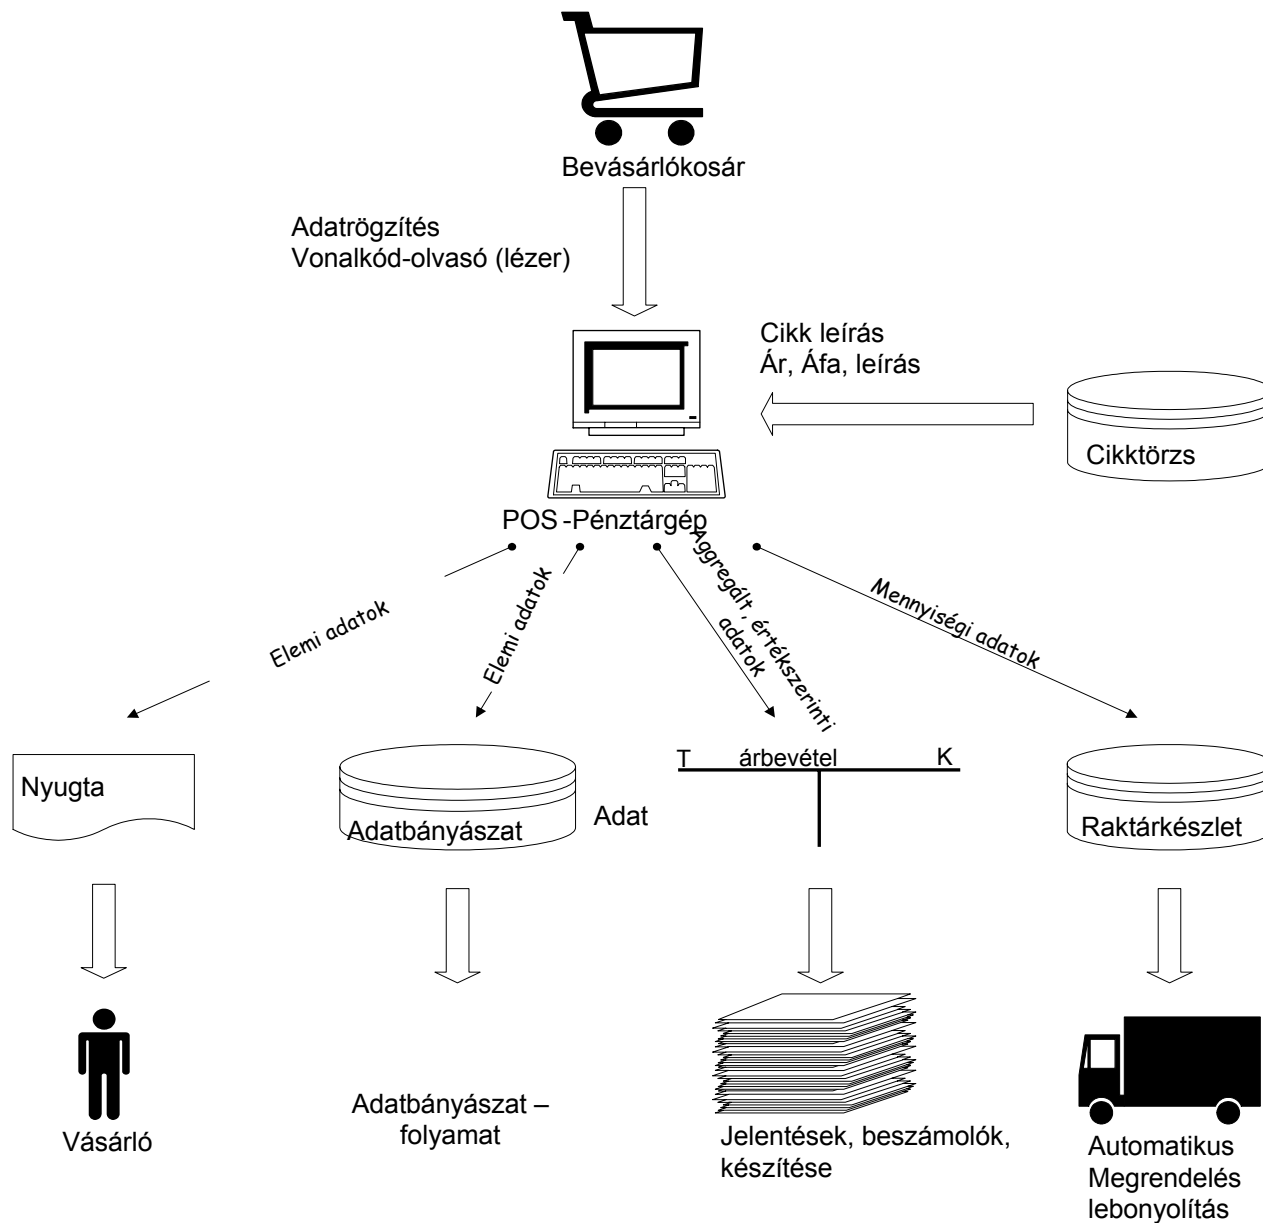 Bevásárlókosár
Adatrögzítés
Vonalkód-olvasó (lézer)
Cikk leírás
Ár, Áfa, leírás
Cikktörzs
POS -Pénztárgép
Elemi adatok
Elemi adatok
Aggregált, értékszerinti
adatok
Mennyiségi adatok
Nyugta
Adatbányászat
Adat
T árbevétel K
Raktárkészlet
Vásárló
Adatbányászat –
folyamat
Jelentések, beszámolók,
készítése
Automatikus
Megrendelés
lebonyolítás